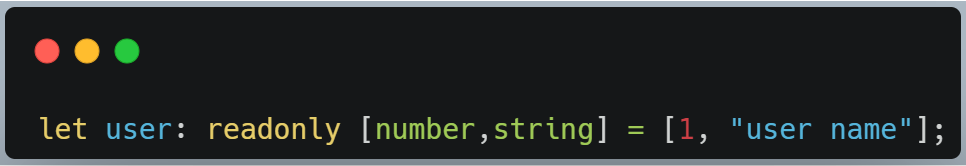 let user: readonly [number,string] = [1, "user name"];